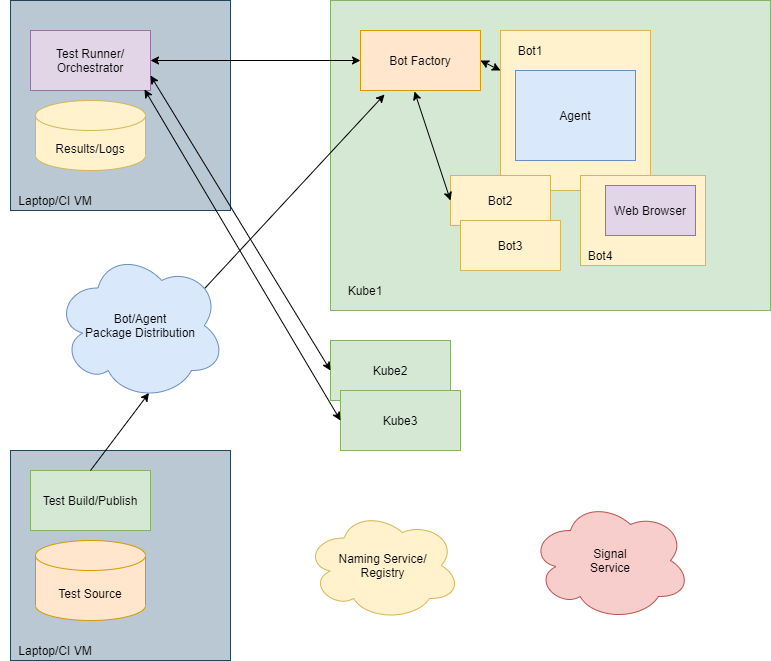 Test Runner/
Orchestrator
Results/Logs
Laptop/CI VM
Bot Factory
Bot1
Agent
Bot2
Bot3
Web Browser
Bot4
Kube1
Bot/Agent
Package Distribution
Kube2
Kube3
Test Build/Publish
Test Source
Laptop/CI VM
Naming Service/
Registry
Signal
Service